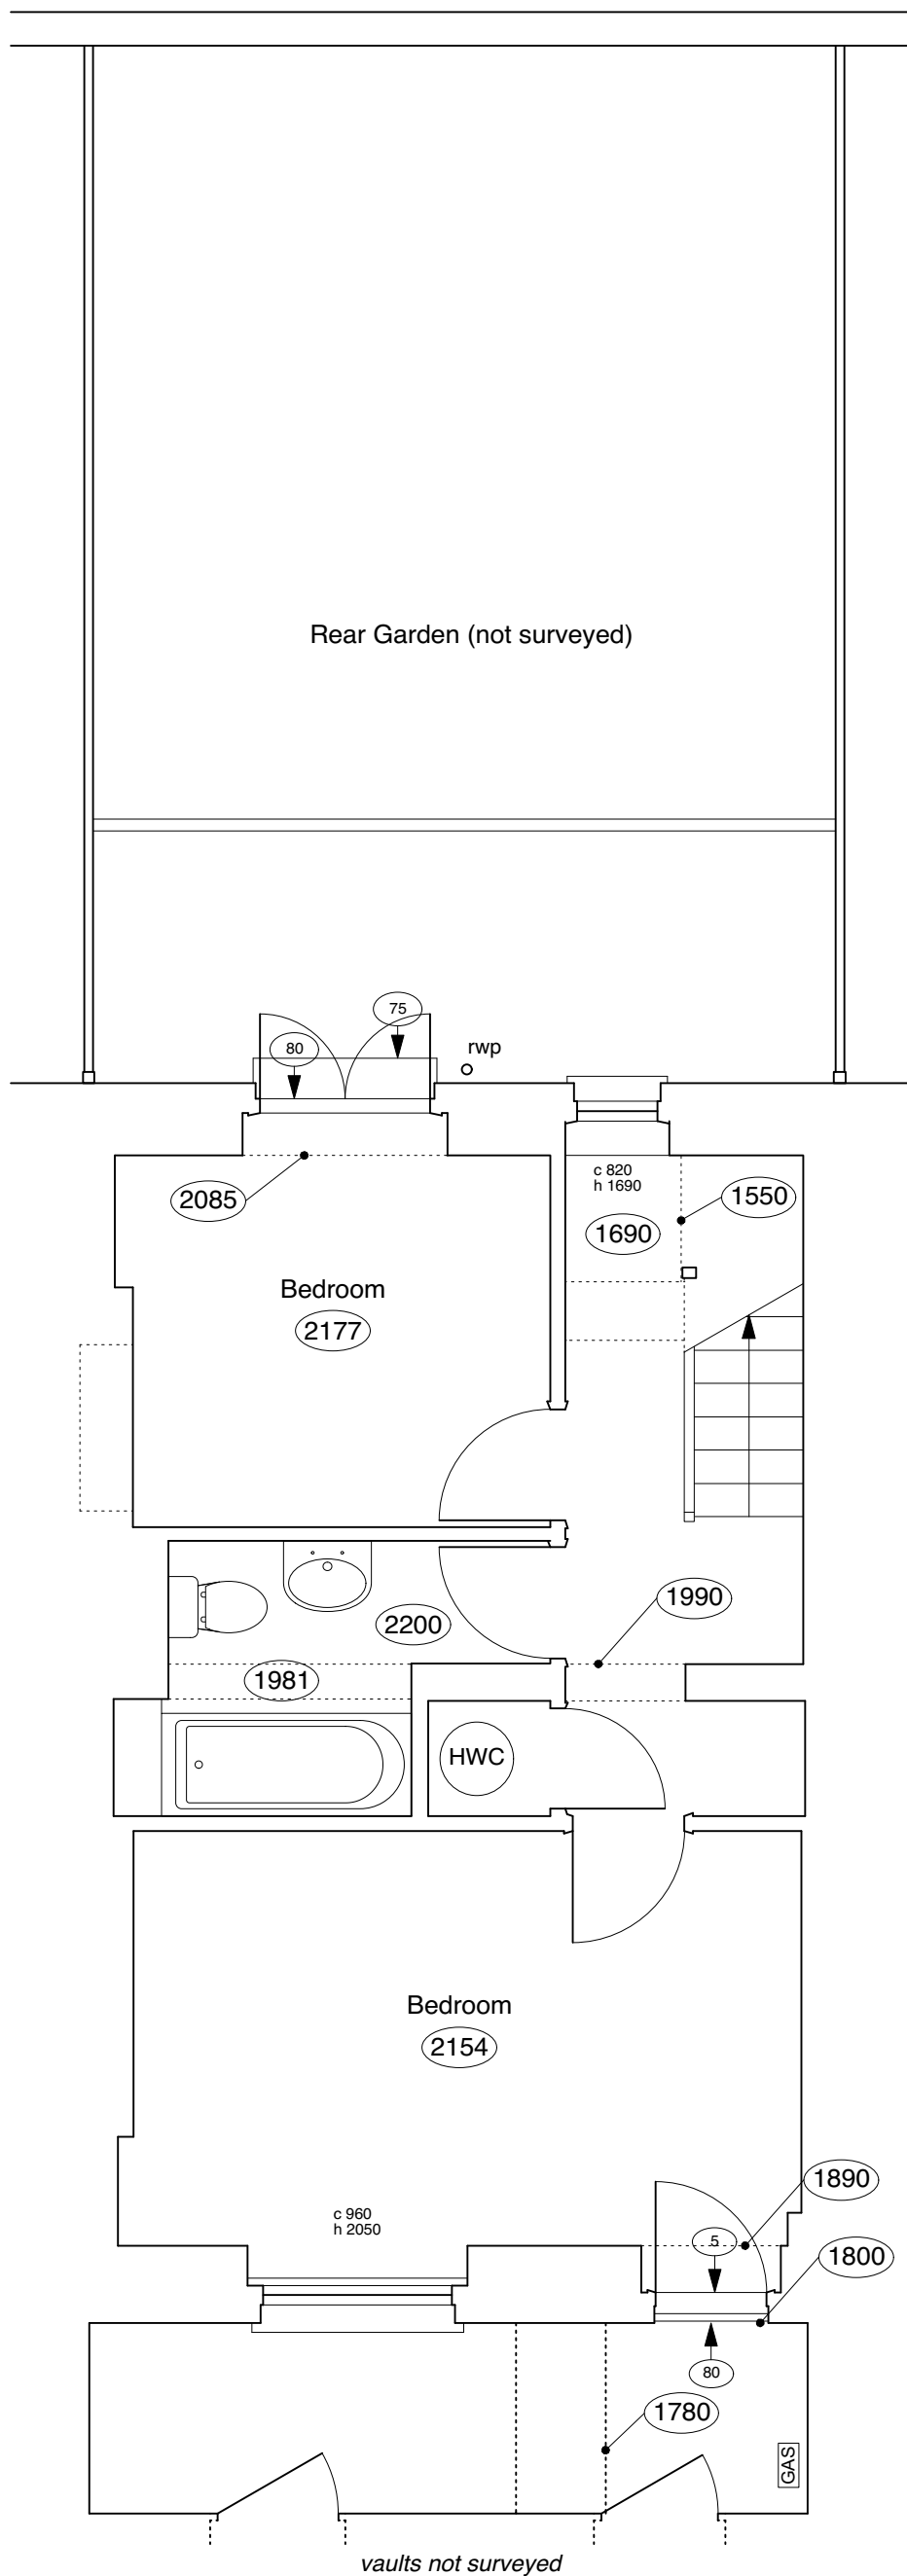 Rear Garden (not surveyed)
75
80
rwp
2085
c 820
h 1690
1550
1690
Bedroom
2177
1990
2200
1981
HWC
Bedroom
2154
1890
c 960
h 2050
5
1800
80
1780
GAS
vaults not surveyed